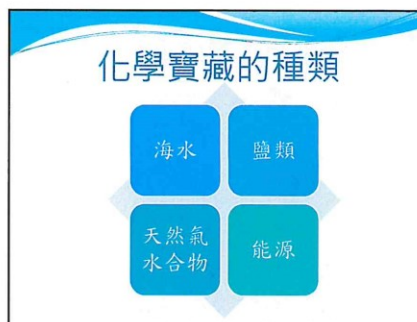 化學寶藏的種類
海水
鹽類
天然氣
水合物
能源